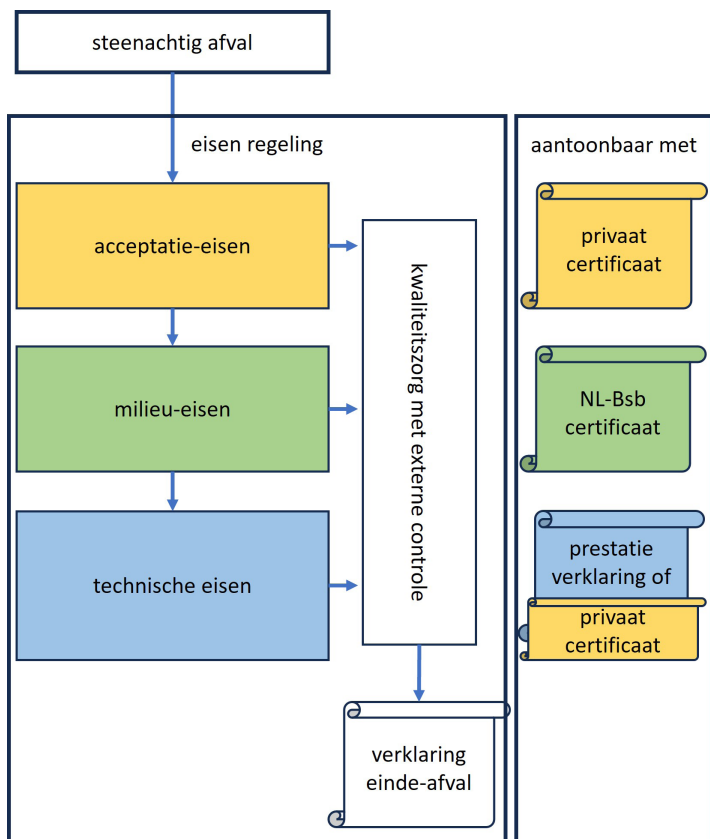 steenachtig afval
eisen regeling
aantoonbaar met
acceptatie-eisen
privaat
certificaat
kwaliteitszorg met externe controle
milieu-eisen
NL-Bsb
certificaat
technische eisen
prestatie
verklaring of
privaat
certificaat
verklaring
einde-afval